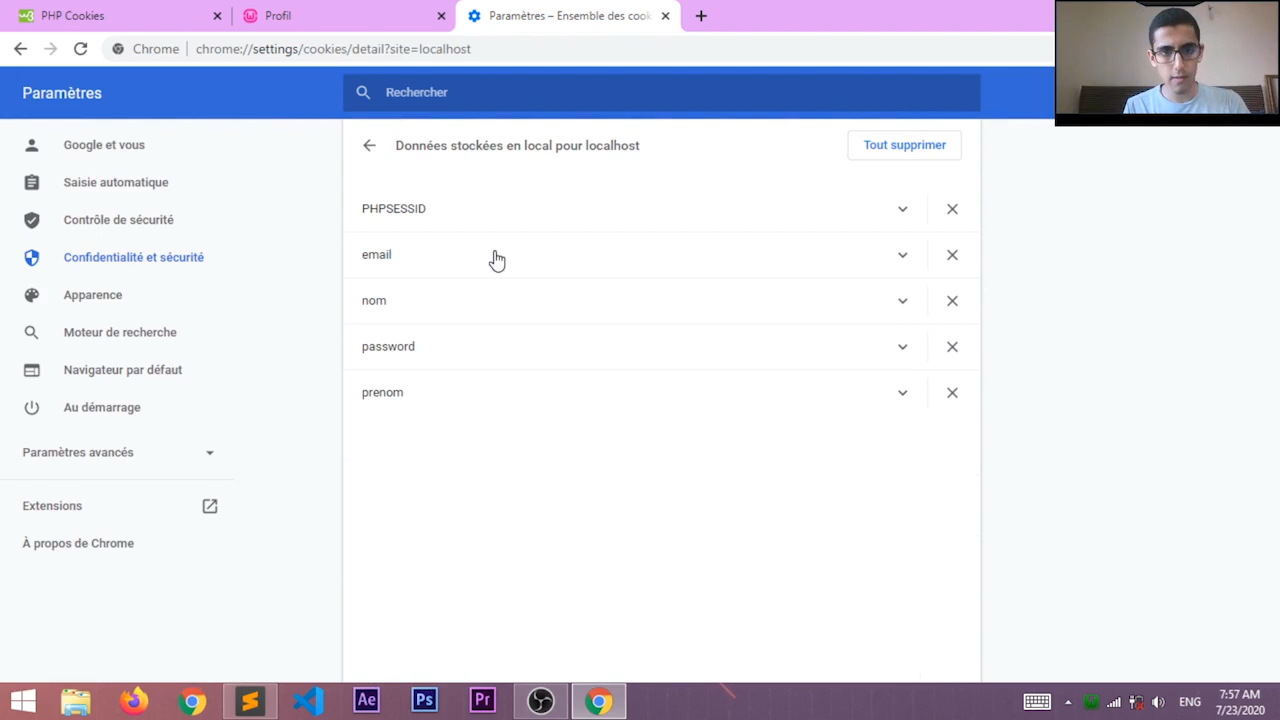 PHP Cookies
Profil
Paramètres – Ensemble des cook
Chrome
chrome://settings/cookies/detail?site=localhost
Paramètres
Rechercher
Google et vous
Saisie automatique
Contrôle de sécurité
Confidentialité et sécurité
Apparence
Moteur de recherche
Navigateur par défaut
Au démarrage
Paramètres avancés
Extensions
À propos de Chrome
Données stockées en local pour localhost
Tout supprimer
PHPSESSID
email
nom
password
prenom
Ae
Ps
Pr
ENG
7:57 AM
7/23/2020